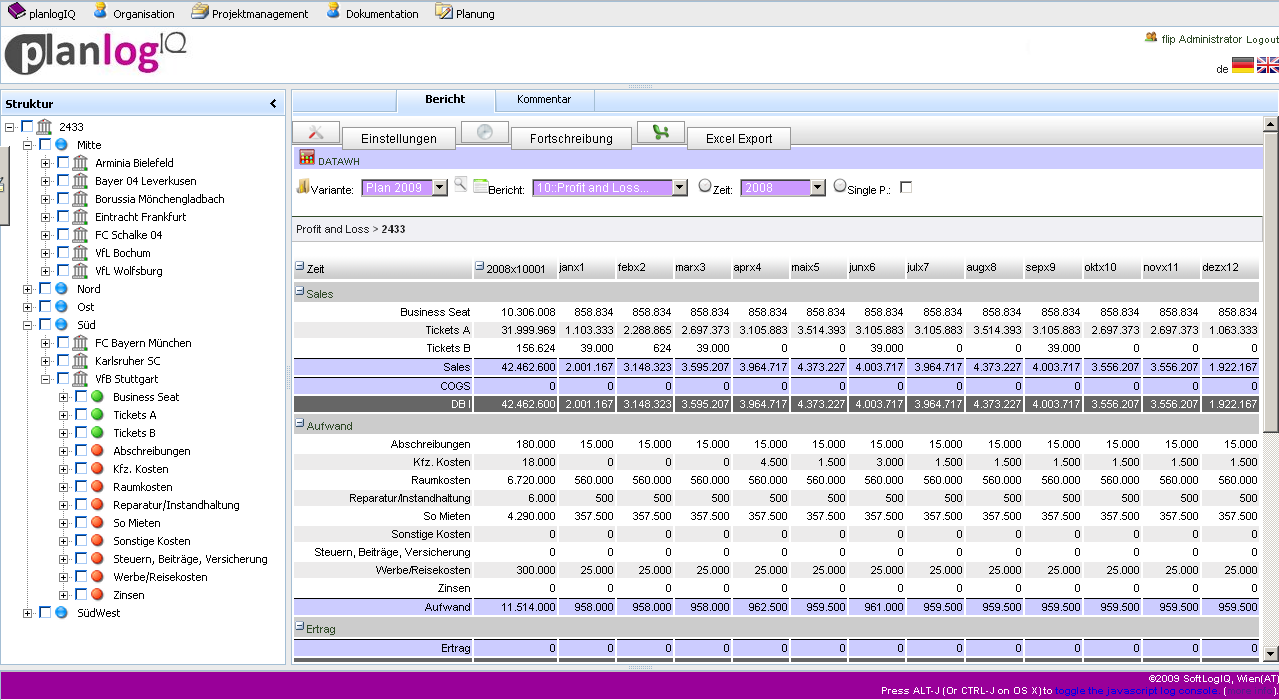 planlogIQ Organisation Projektmanagement Dokumentation Planung
planlogIQ
flip Administrator Logout
de
Struktur
2433
Mitte
Arminia Bielefeld
Bayer 04 Leverkusen
Borussia Mönchengladbach
Eintracht Frankfurt
FC Schalke 04
VfL Bochum
VfL Wolfsburg
Nord
Ost
Süd
FC Bayern München
Karlsruher SC
VfB Stuttgart
Business Seat
Tickets A
Tickets B
Abschreibungen
Kfz. Kosten
Raumkosten
Reparatur/Instandhaltung
So Mieten
Sonstige Kosten
Steuern, Beiträge, Versicherung
Werbe/Reisekosten
Zinsen
SüdWest
Bericht Kommentar
Einstellungen Fortsschreibung Excel Export
DATAWH
Variante: Plan 2009 Bericht: 10::Profit and Loss... Zeit: 2008 Single P.:
Profit and Loss > 2433
Zeit 2008x10001 janx1 febx2 marx3 aprx4 maix5 junx6 julx7 augx8 sepx9 oktx10 novx11 dezx12
Sales
Business Seat 10.306.008 858.834 858.834 858.834 858.834 858.834 858.834 858.834 858.834 858.834 858.834 858.834 858.834
Tickets A 31.999.969 1.103.333 2.288.865 2.697.373 3.105.883 3.514.393 3.105.883 3.105.883 3.514.393 3.105.883 2.697.373 2.697.373 1.063.333
Tickets B 156.624 39.000 624 39.000 0 0 39.000 0 0 39.000 0 0 0
Sales 42.462.600 2.001.167 3.148.323 3.595.207 3.964.717 4.373.227 4.003.717 3.964.717 4.373.227 4.003.717 3.556.207 3.556.207 1.922.167
COGS 0 0 0 0 0 0 0 0 0 0 0 0 0
DB I 42.462.600 2.001.167 3.148.323 3.595.207 3.964.717 4.373.227 4.003.717 3.964.717 4.373.227 4.003.717 3.556.207 3.556.207 1.922.167
Aufwand
Abschreibungen 180.000 15.000 15.000 15.000 15.000 15.000 15.000 15.000 15.000 15.000 15.000 15.000 15.000
Kfz. Kosten 18.000 0 0 0 4.500 1.500 3.000 1.500 1.500 1.500 1.500 1.500 1.500
Raumkosten 6.720.000 560.000 560.000 560.000 560.000 560.000 560.000 560.000 560.000 560.000 560.000 560.000 560.000
Reparatur/Instandhaltung 6.000 500 500 500 500 500 500 500 500 500 500 500 500
So Mieten 4.290.000 357.500 357.500 357.500 357.500 357.500 357.500 357.500 357.500 357.500 357.500 357.500 357.500
Sonstige Kosten 0 0 0 0 0 0 0 0 0 0 0 0 0
Steuern, Beiträge, Versicherung 0 0 0 0 0 0 0 0 0 0 0 0 0
Werbe/Reisekosten 300.000 25.000 25.000 25.000 25.000 25.000 25.000 25.000 25.000 25.000 25.000 25.000 25.000
Zinsen 0 0 0 0 0 0 0 0 0 0 0 0 0
Aufwand 11.514.000 958.000 958.000 958.000 962.500 959.500 961.000 959.500 959.500 959.500 959.500 959.500 959.500
Ertrag
Ertrag 0 0 0 0 0 0 0 0 0 0 0 0 0
©2009 SoftLogIQ, Wien(AT)
Press ALT-J (Or CTRL-J on OS X)to toggle the javascript log console. (